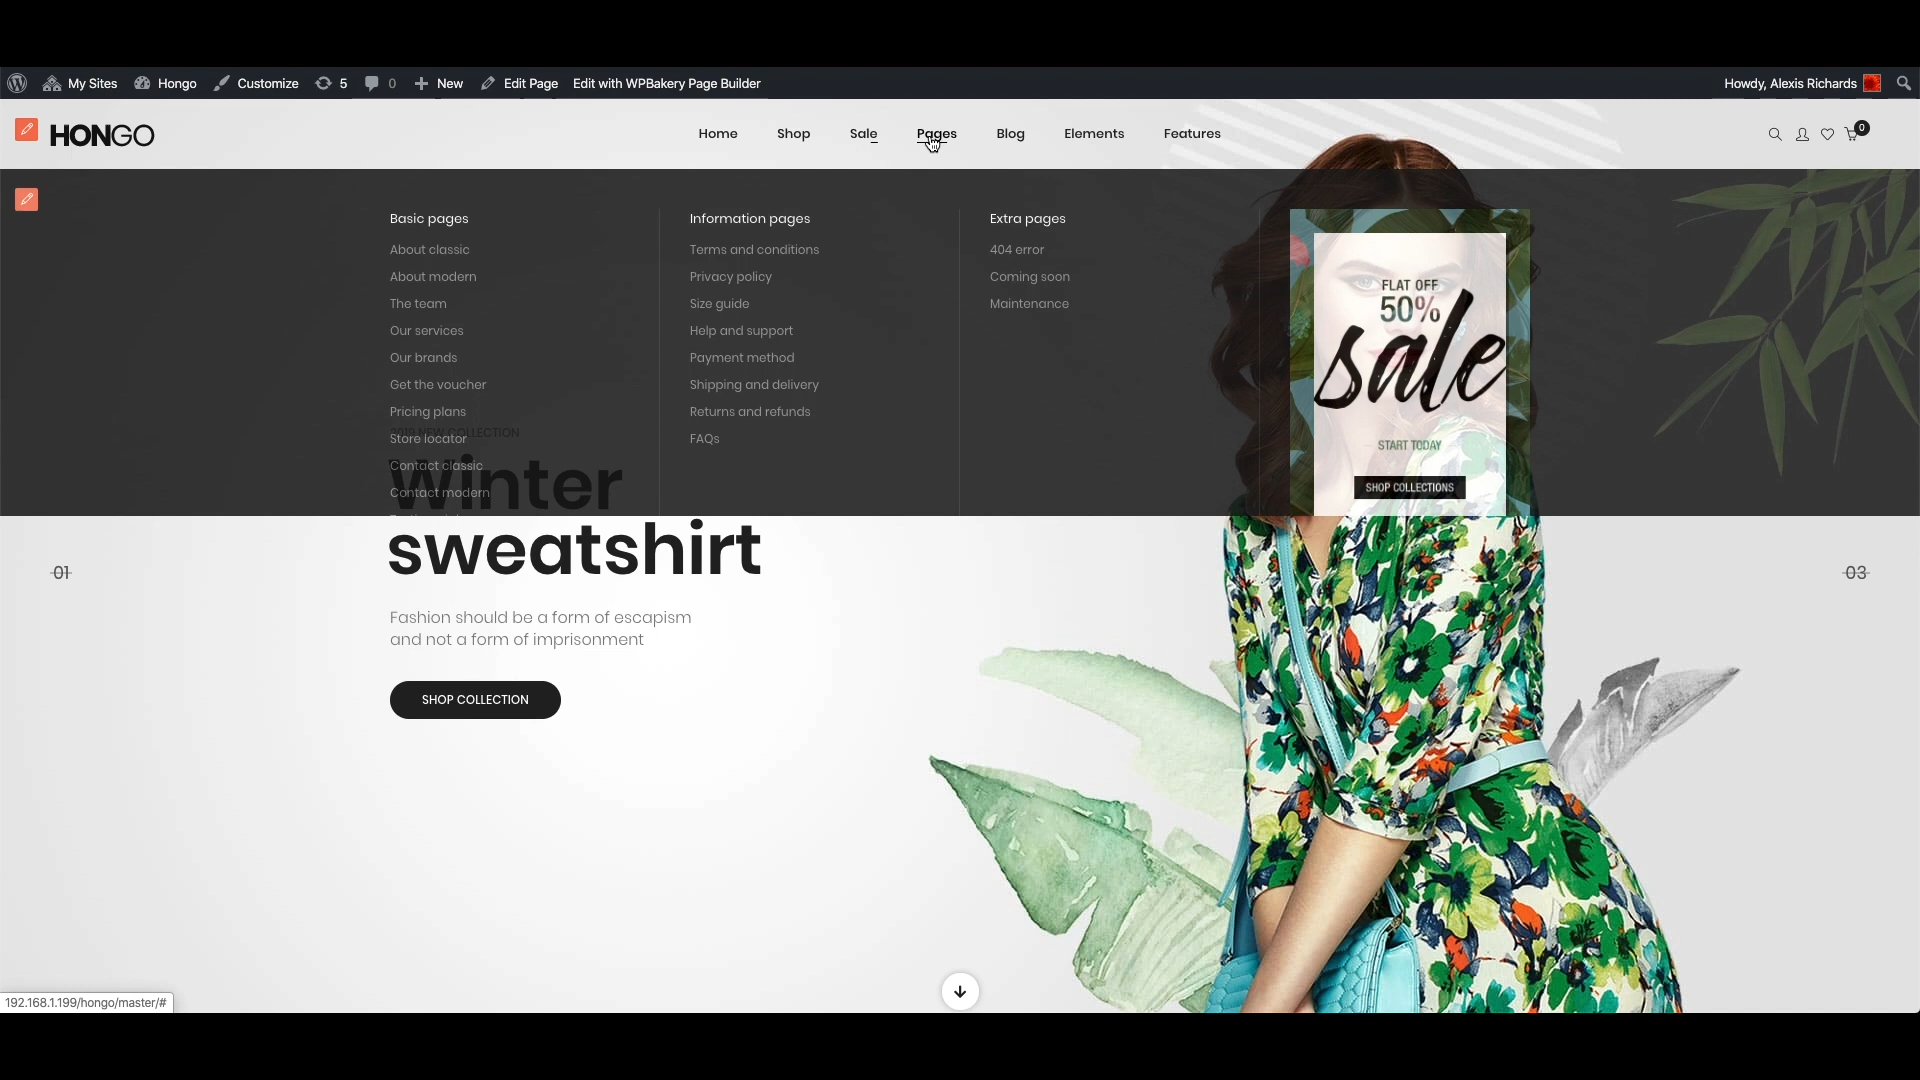 My Sites
Hongo
Customize
5
0
New
Edit Page
Edit with WPBakery Page Builder
Howdy, Alexis Richards
HONGO
Home
Shop
Sale
Pages
Blog
Elements
Features
0
Basic pages
About classic
About modern
The team
Our services
Our brands
Get the voucher
Pricing plans
Store locator
Contact classic
Contact modern
Information pages
Terms and conditions
Privacy policy
Size guide
Help and support
Payment method
Shipping and delivery
Returns and refunds
FAQs
Extra pages
404 error
Coming soon
Maintenance
FLAT OFF
50%
sale
START TODAY
SHOP COLLECTIONS
NEW COLLECTION
Winter
sweatshirt
Fashion should be a form of escapism
and not a form of imprisonment
SHOP COLLECTION
01
03
192.168.1.199/hongo/master/#